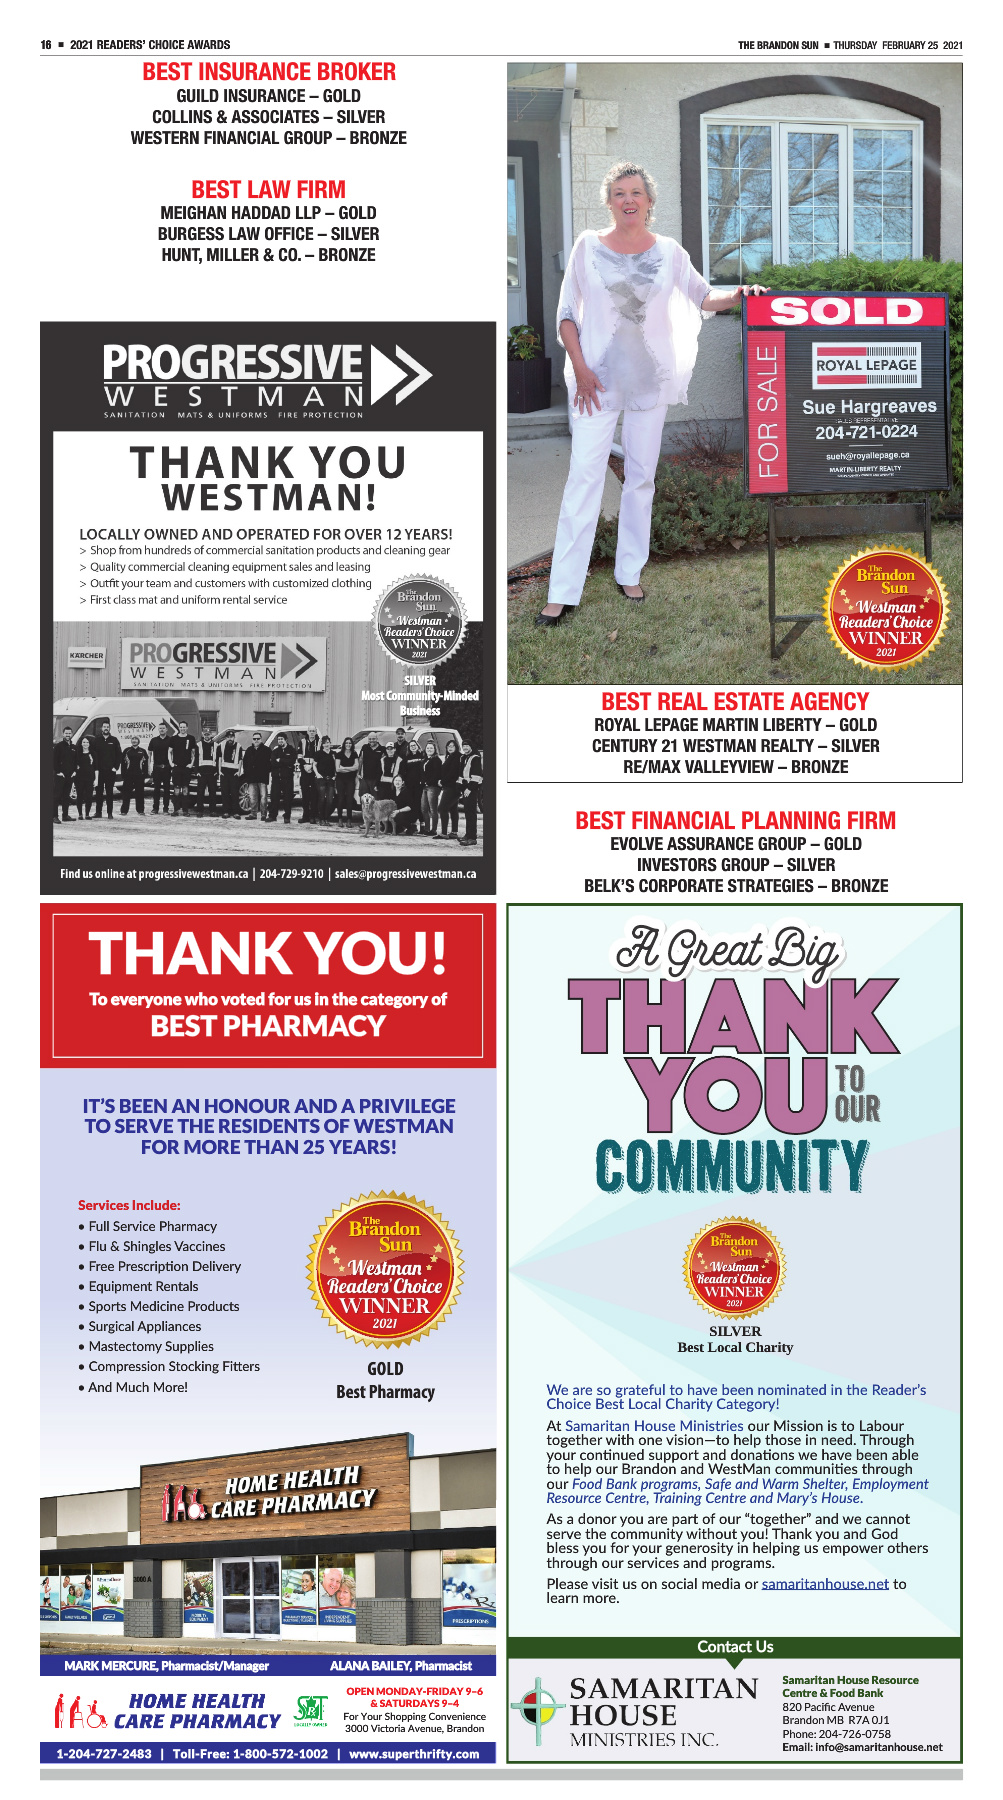 16 ■ 2021 READERS' CHOICE AWARDS
THE BRANDON SUN ■ THURSDAY FEBRUARY 25 2021
BEST INSURANCE BROKER
GUILD INSURANCE – GOLD
COLLINS & ASSOCIATES – SILVER
WESTERN FINANCIAL GROUP – BRONZE
BEST LAW FIRM
MEIGHAN HADDAD LLP – GOLD
BURGESS LAW OFFICE – SILVER
HUNT, MILLER & CO. – BRONZE
PROGRESSIVE
WESTMAN
SANITATION MATS & UNIFORMS FIRE PROTECTION
THANK YOU
WESTMAN!
LOCALLY OWNED AND OPERATED FOR OVER 12 YEARS!
> Shop from hundreds of commercial sanitation products and cleaning gear
> Quality commercial cleaning equipment sales and leasing
> Outfit your team and customers with customized clothing
> First class mat and uniform rental service
The
Brandon
Sun
Westman
Readers' Choice
WINNER
2021
SILVER
Most Community-Minded
Business
KÄRCHER
PROGRESSIVE
WESTMAN
SANITATION MATS & UNIFORMS FIRE PROTECTION
PROGRESSIVE
Find us online at progressivewestman.ca | 204-729-9210 | sales@progressivewestman.ca
SOLD
FOR SALE
ROYAL LEPAGE
Sue Hargreaves
SALES REPRESENTATIVE
204-721-0224
sueh@royallepage.ca
MARTIN-LIBERTY REALTY
The
Brandon
Sun
Westman
Readers' Choice
WINNER
2021
BEST REAL ESTATE AGENCY
ROYAL LEPAGE MARTIN LIBERTY – GOLD
CENTURY 21 WESTMAN REALTY – SILVER
RE/MAX VALLEYVIEW – BRONZE
BEST FINANCIAL PLANNING FIRM
EVOLVE ASSURANCE GROUP – GOLD
INVESTORS GROUP – SILVER
BELK'S CORPORATE STRATEGIES – BRONZE
THANK YOU!
To everyone who voted for us in the category of
BEST PHARMACY
IT'S BEEN AN HONOUR AND A PRIVILEGE
TO SERVE THE RESIDENTS OF WESTMAN
FOR MORE THAN 25 YEARS!
Services Include:
• Full Service Pharmacy
• Flu & Shingles Vaccines
• Free Prescription Delivery
• Equipment Rentals
• Sports Medicine Products
• Surgical Appliances
• Mastectomy Supplies
• Compression Stocking Fitters
• And Much More!
The
Brandon
Sun
Westman
Readers' Choice
WINNER
2021
GOLD
Best Pharmacy
HOME HEALTH
CARE PHARMACY
3000 A
PRESCRIPTIONS
MARK MERCURE, Pharmacist/Manager
ALANA BAILEY, Pharmacist
HOME HEALTH
CARE PHARMACY
LOCALLY OWNED
OPEN MONDAY-FRIDAY 9–6
& SATURDAYS 9–4
For Your Shopping Convenience
3000 Victoria Avenue, Brandon
1-204-727-2483 | Toll-Free: 1-800-572-1002 | www.superthrifty.com
A Great Big
THANK
YOU
TO
OUR
COMMUNITY
The
Brandon
Sun
Westman
Readers' Choice
WINNER
2021
SILVER
Best Local Charity
We are so grateful to have been nominated in the Reader's
Choice Best Local Charity Category!
At Samaritan House Ministries our Mission is to Labour
together with one vision—to help those in need. Through
your continued support and donations we have been able
to help our Brandon and WestMan communities through
our Food Bank programs, Safe and Warm Shelter, Employment
Resource Centre, Training Centre and Mary's House.
As a donor you are part of our “together” and we cannot
serve the community without you! Thank you and God
bless you for your generosity in helping us empower others
through our services and programs.
Please visit us on social media or samaritanhouse.net to
learn more.
Contact Us
SAMARITAN
HOUSE
MINISTRIES INC.
Samaritan House Resource
Centre & Food Bank
820 Pacific Avenue
Brandon MB R7A 0J1
Phone: 204-726-0758
Email: info@samaritanhouse.net